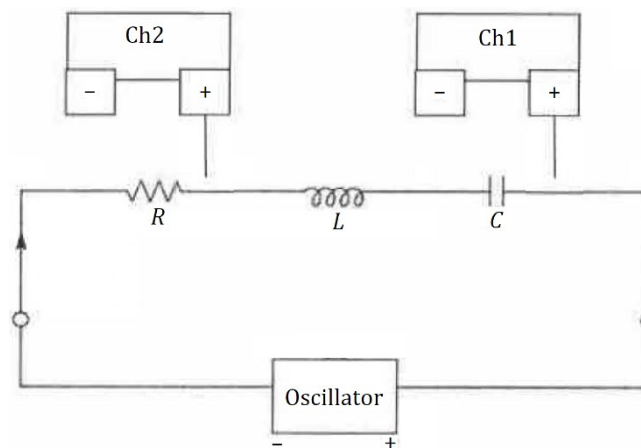 Ch2
Ch1
− +
− +
R
L
C
Oscillator
− +